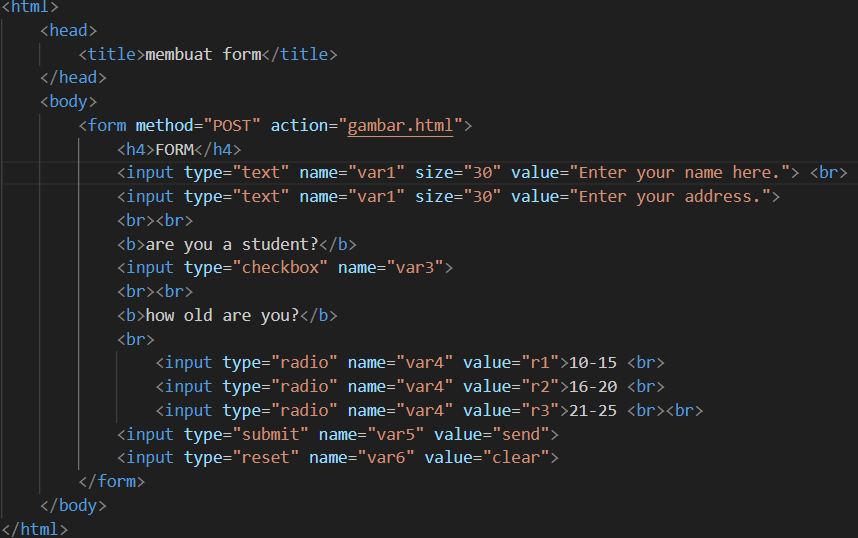 <html>
<head>
<title>membuat form</title>
</head>
<body>
<form method="POST" action="gambar.html">
<h4>FORM</h4>
<input type="text" name="var1" size="30" value="Enter your name here."> <br>
<input type="text" name="var1" size="30" value="Enter your address.">
<br><br>
<b>are you a student?</b>
<input type="checkbox" name="var3">
<br><br>
<b>how old are you?</b>
<br>
<input type="radio" name="var4" value="r1">10-15 <br>
<input type="radio" name="var4" value="r2">16-20 <br>
<input type="radio" name="var4" value="r3">21-25 <br><br>
<input type="submit" name="var5" value="send">
<input type="reset" name="var6" value="clear">
</form>
</body>
</html>